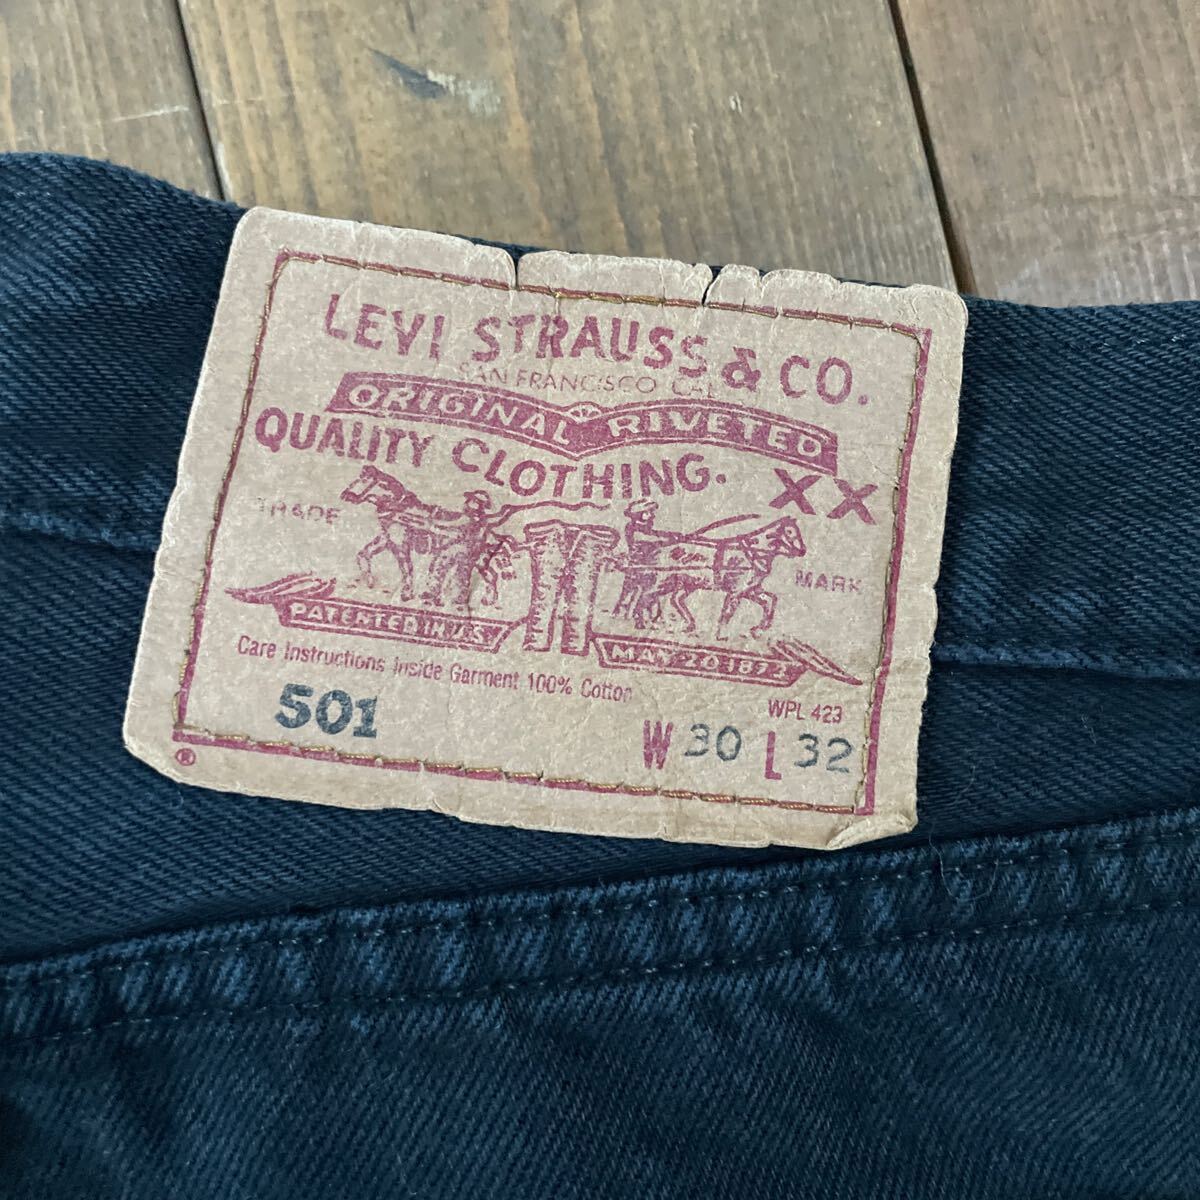 LEVI STRAUSS & CO.
SAN FRANCISCO CAL
ORIGINAL RIVETED
QUALITY CLOTHING. XX
TRADE MARK
PATENTED IN U.S.
MAY 20 1873
Care Instructions Inside Garment 100% Cotton
WPL 423
501 W 30 L 32
®